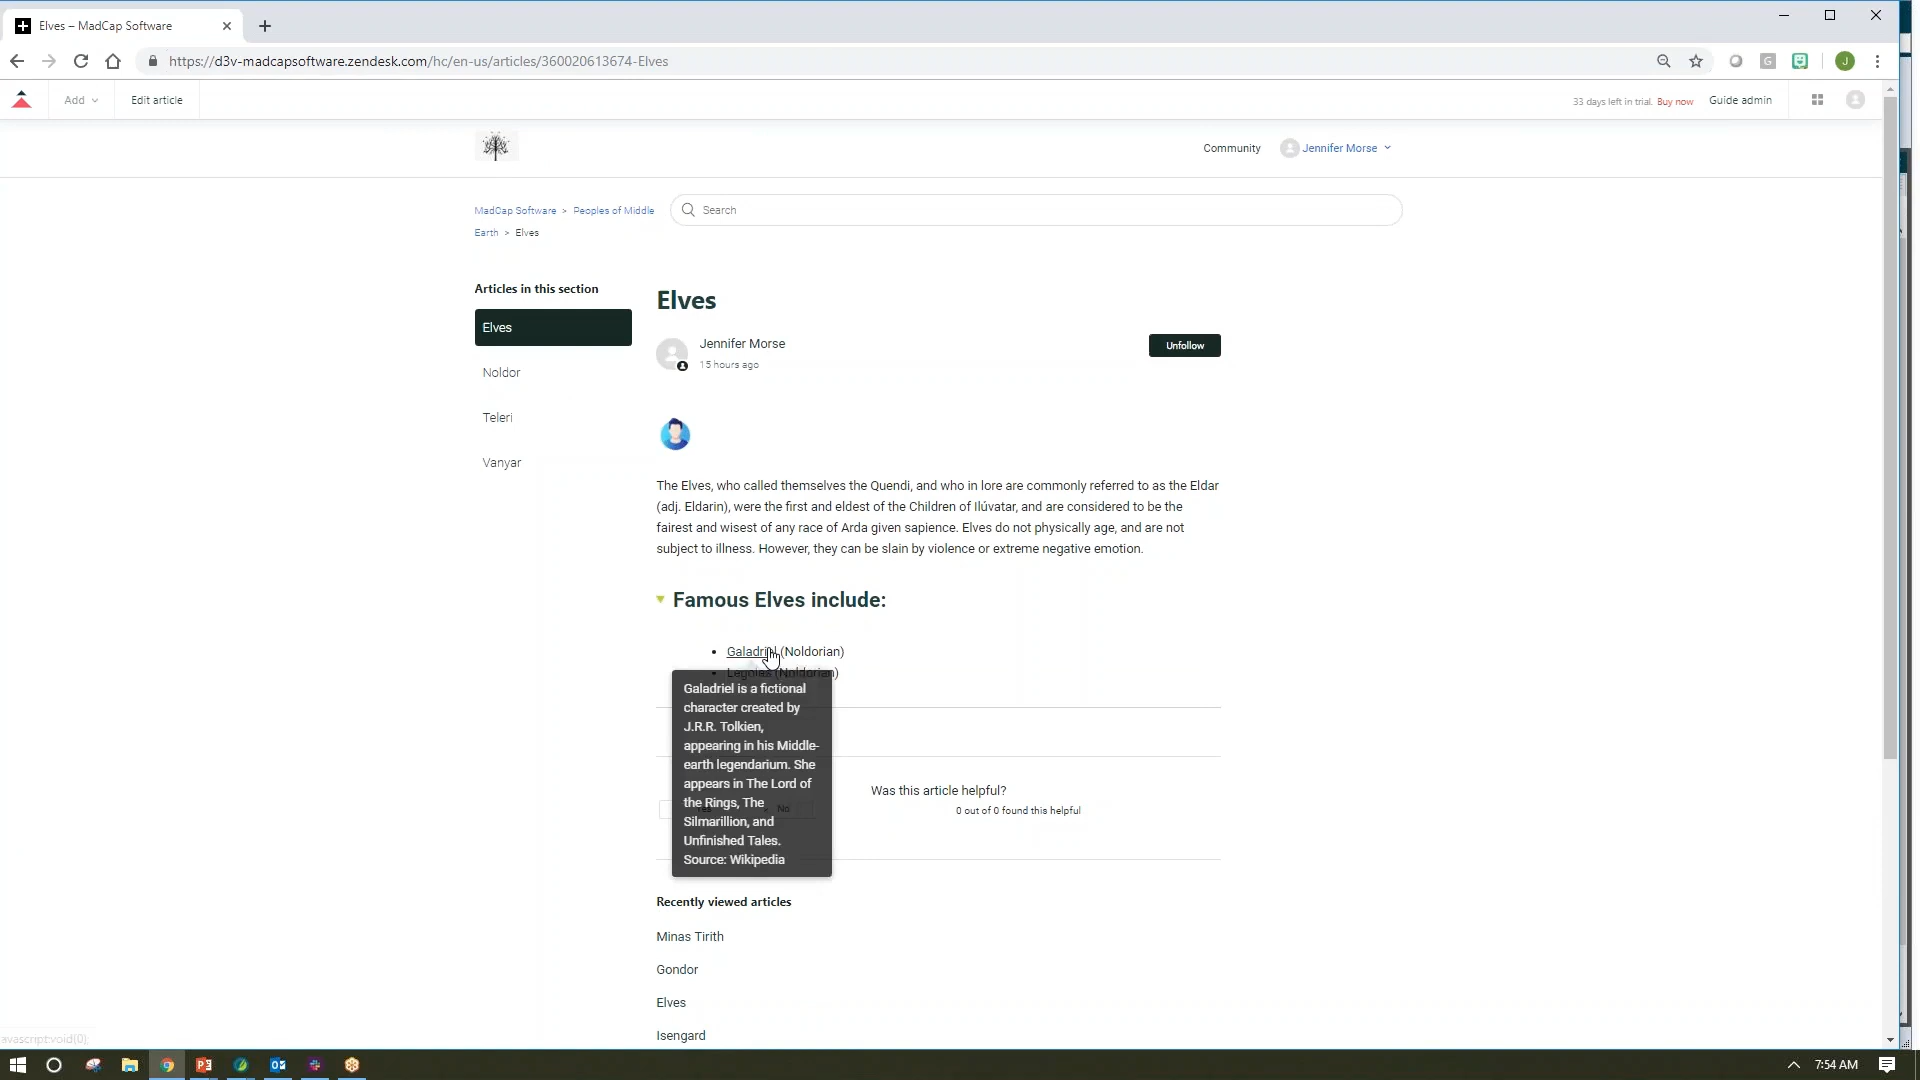 Elves – MadCap Software
https://d3v-madcapsoftware.zendesk.com/hc/en-us/articles/360020613674-Elves
G
J
Add
Edit article
33 days left in trial. Buy now
Guide admin
Community
Jennifer Morse
MadCap Software > Peoples of Middle
Earth > Elves
Search
Articles in this section
Elves
Noldor
Teleri
Vanyar
Elves
Jennifer Morse
15 hours ago
Unfollow
The Elves, who called themselves the Quendi, and who in lore are commonly referred to as the Eldar
(adj. Eldarin), were the first and eldest of the Children of Ilúvatar, and are considered to be the
fairest and wisest of any race of Arda given sapience. Elves do not physically age, and are not
subject to illness. However, they can be slain by violence or extreme negative emotion.
Famous Elves include:
Galadriel (Noldorian)
Legolas (Noldorian)
Galadriel is a fictional
character created by
J.R.R. Tolkien,
appearing in his Middle-
earth legendarium. She
appears in The Lord of
the Rings, The
Silmarillion, and
Unfinished Tales.
Source: Wikipedia
Was this article helpful?
No
0 out of 0 found this helpful
Recently viewed articles
Minas Tirith
Gondor
Elves
Isengard
avascript:void(0);
7:54 AM